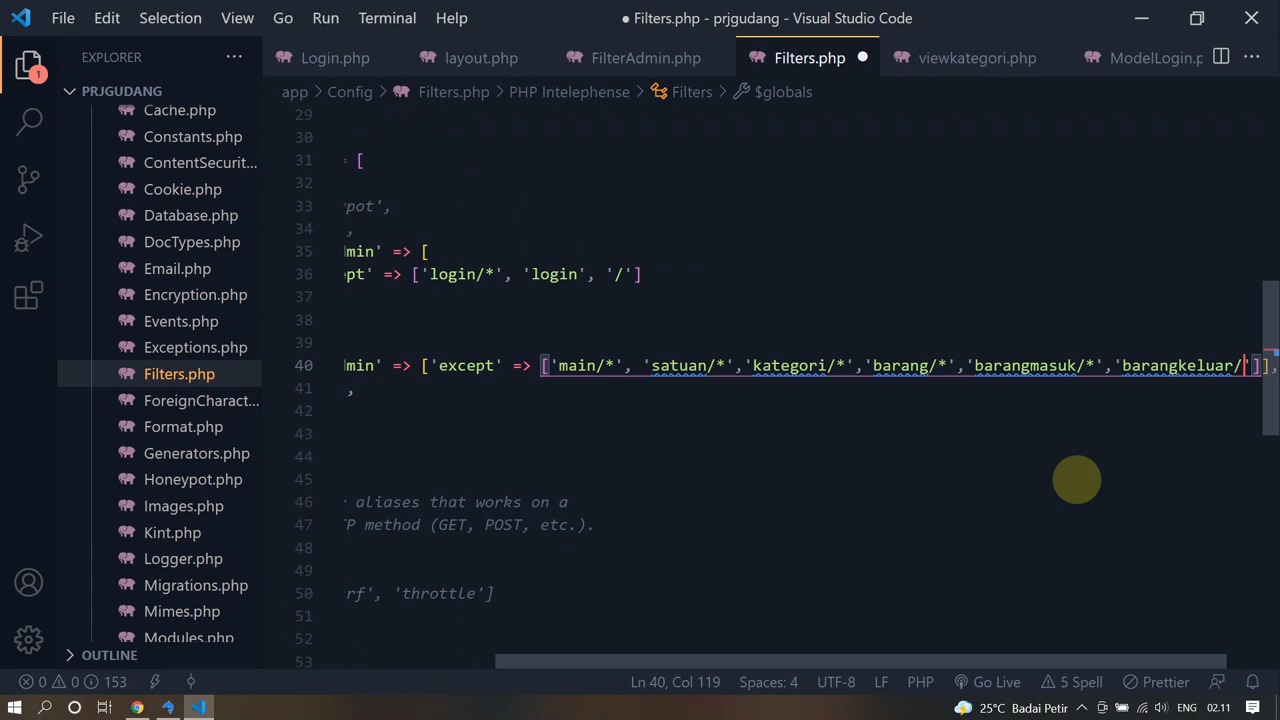 File Edit Selection View Go Run Terminal Help
● Filters.php - prjgudang - Visual Studio Code
EXPLORER
Login.php
layout.php
FilterAdmin.php
Filters.php
viewkategori.php
ModelLogin.p
1
PRJGUDANG
app
Config
Filters.php
PHP Intelephense
Filters
$globals
Cache.php
Constants.php
ContentSecurit...
Cookie.php
Database.php
DocTypes.php
Email.php
Encryption.php
Events.php
Exceptions.php
Filters.php
ForeignCharact...
Format.php
Generators.php
Honeypot.php
Images.php
Kint.php
Logger.php
Migrations.php
Mimes.php
Modules.php
OUTLINE
29
30
31 = [
32
33 ypot',
34 ,
35 min' => [
36 ept' => ['login/*', 'login', '/']
37
38
39
40 min' => ['except' => ['main/*', 'satuan/*','kategori/*','barang/*','barangmasuk/*','barangkeluar/']],
41 ,
42
43
44
45
46 aliases that works on a
47 TP method (GET, POST, etc.).
48
49
50 rf', 'throttle']
51
52
53
0 0 153
Ln 40, Col 119 Spaces: 4 UTF-8 LF PHP Go Live 5 Spell Prettier
25°C Badai Petir ENG 02.11